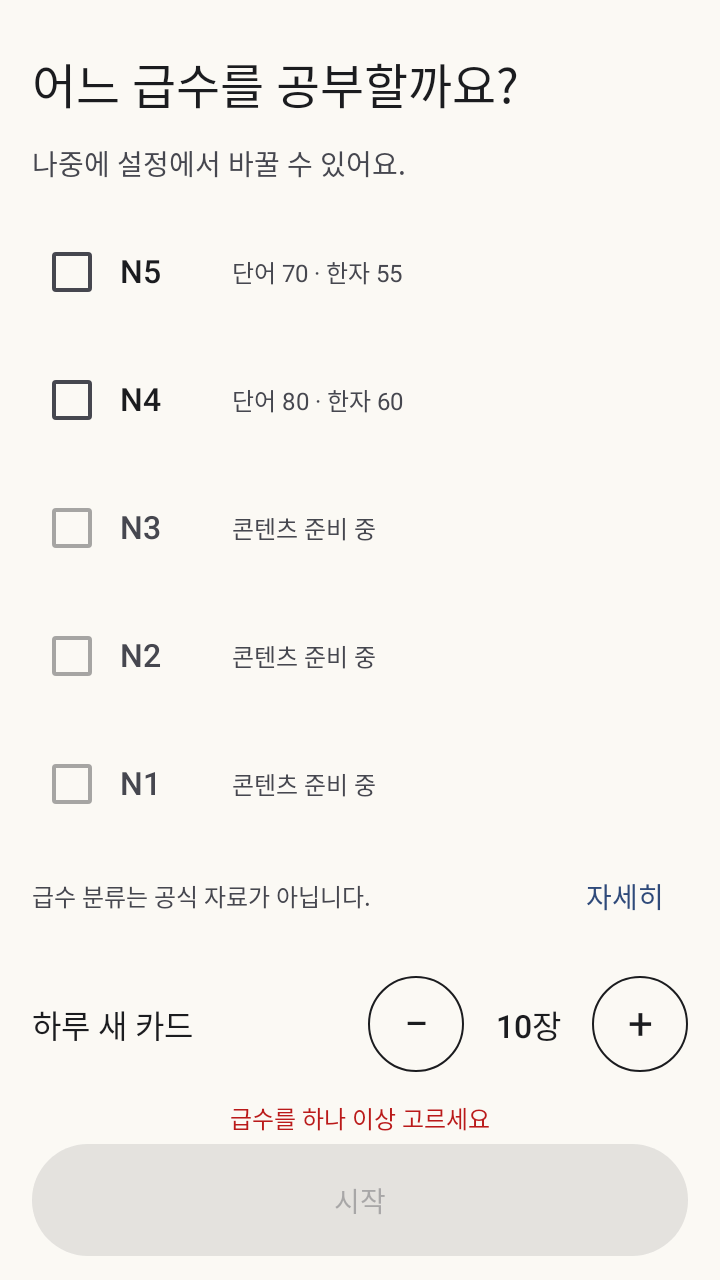 어느 급수를 공부할까요?
나중에 설정에서 바꿀 수 있어요.
N5 단어 70 · 한자 55
N4 단어 80 · 한자 60
N3 콘텐츠 준비 중
N2 콘텐츠 준비 중
N1 콘텐츠 준비 중
급수 분류는 공식 자료가 아닙니다. 자세히
하루 새 카드 − 10장 +
급수를 하나 이상 고르세요
시작